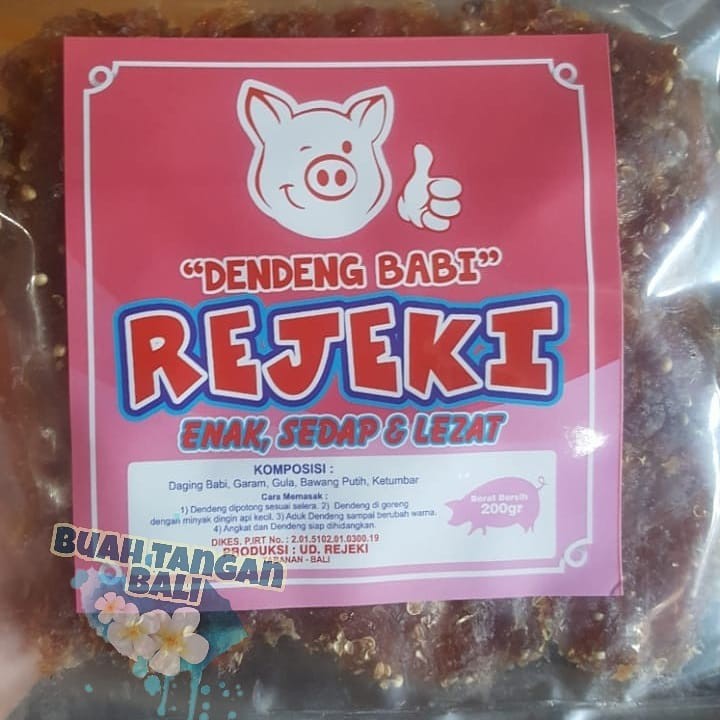 “DENDENG BABI”
REJEKI
ENAK, SEDAP & LEZAT
KOMPOSISI :
Daging Babi, Garam, Gula, Bawang Putih, Ketumbar
Cara Memasak :
1) Dendeng dipotong sesuai selera. 2) Dendeng di goreng
dengan minyak dingin api kecil. 3) Aduk Dendeng sampai berubah warna.
4) Angkat dan Dendeng siap dihidangkan.
Berat Bersih
200gr
DIKES. P.IRT No. : 2.01.5102.01.0300.19
PRODUKSI : UD. REJEKI
TABANAN - BALI
BUAH TANGAN
BALI